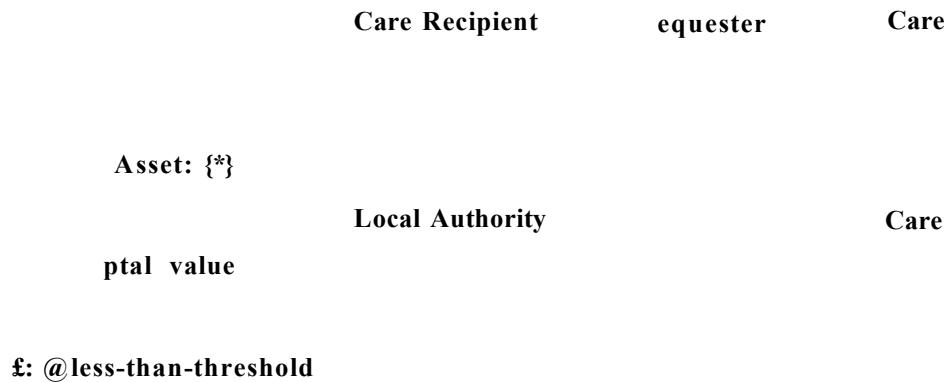 Care Recipient equester Care
Asset: {*}
Local Authority Care
ptal value
£: @less-than-threshold